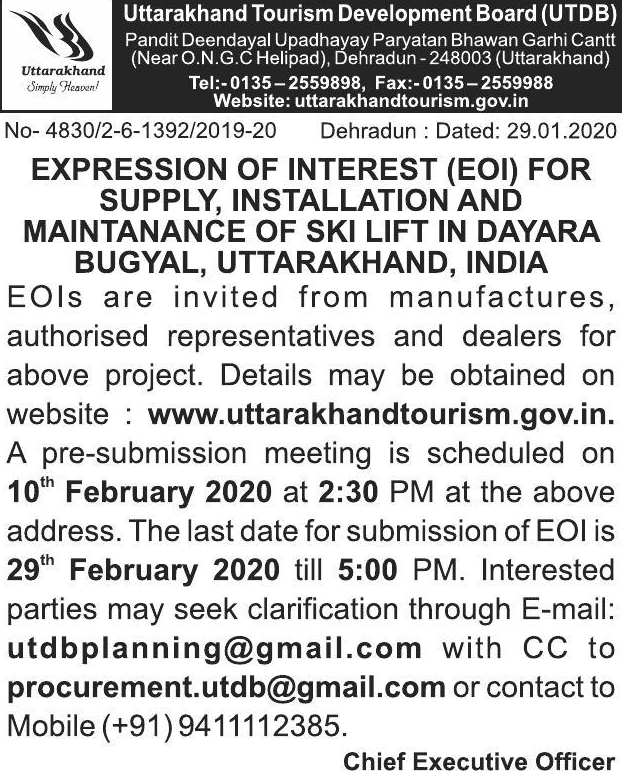 Uttarakhand Tourism Development Board (UTDB)
Pandit Deendayal Upadhayay Paryatan Bhawan Garhi Cantt
(Near O.N.G.C Helipad), Dehradun - 248003 (Uttarakhand)
Tel:- 0135 – 2559898, Fax:- 0135 – 2559988
Website: uttarakhandtourism.gov.in
Uttarakhand
Simply Heaven!
No- 4830/2-6-1392/2019-20 Dehradun : Dated: 29.01.2020
EXPRESSION OF INTEREST (EOI) FOR
SUPPLY, INSTALLATION AND
MAINTANANCE OF SKI LIFT IN DAYARA
BUGYAL, UTTARAKHAND, INDIA
EOIs are invited from manufactures,
authorised representatives and dealers for
above project. Details may be obtained on
website : www.uttarakhandtourism.gov.in.
A pre-submission meeting is scheduled on
10th February 2020 at 2:30 PM at the above
address. The last date for submission of EOI is
29th February 2020 till 5:00 PM. Interested
parties may seek clarification through E-mail:
utdbplanning@gmail.com with CC to
procurement.utdb@gmail.com or contact to
Mobile (+91) 9411112385.
Chief Executive Officer